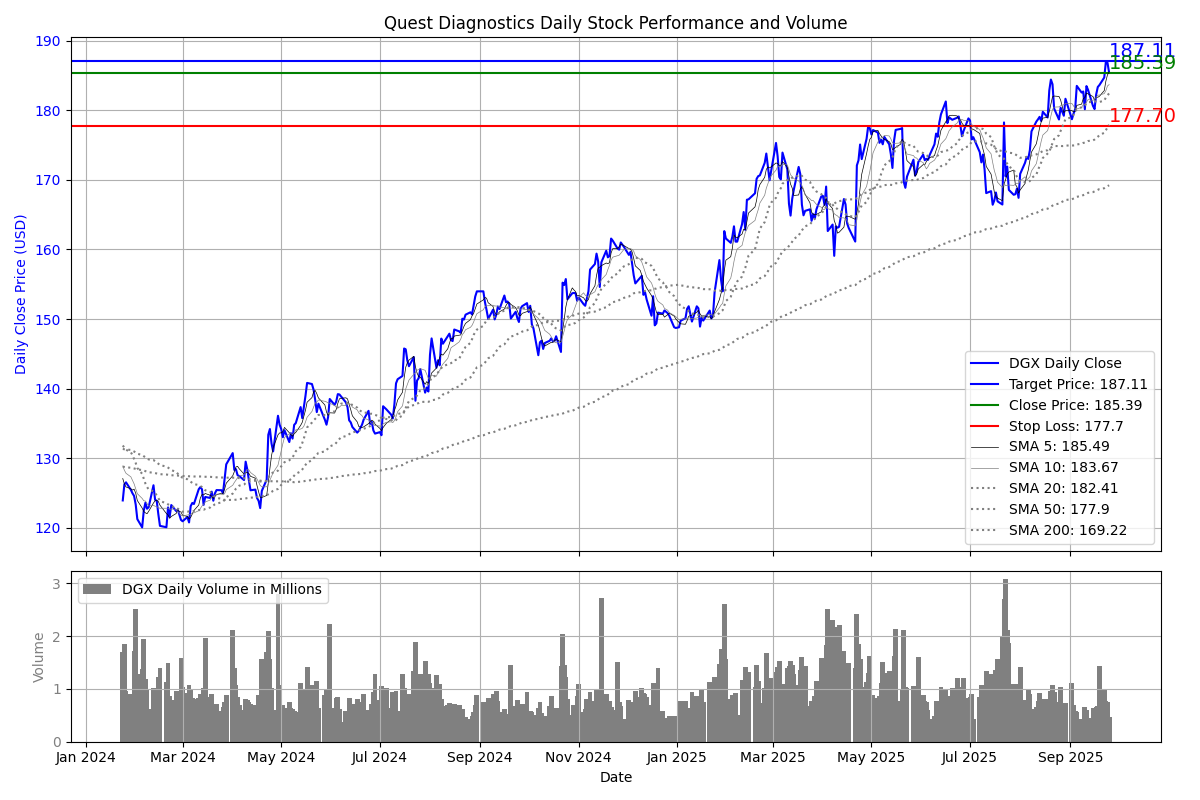 Quest Diagnostics Daily Stock Performance and Volume
190
180
170
160
150
140
130
120
Daily Close Price (USD)
187.11
185.39
177.70
DGX Daily Close
Target Price: 187.11
Close Price: 185.39
Stop Loss: 177.7
SMA 5: 185.49
SMA 10: 183.67
SMA 20: 182.41
SMA 50: 177.9
SMA 200: 169.22
3
2
1
0
Volume
DGX Daily Volume in Millions
Jan 2024
Mar 2024
May 2024
Jul 2024
Sep 2024
Nov 2024
Jan 2025
Mar 2025
May 2025
Jul 2025
Sep 2025
Date